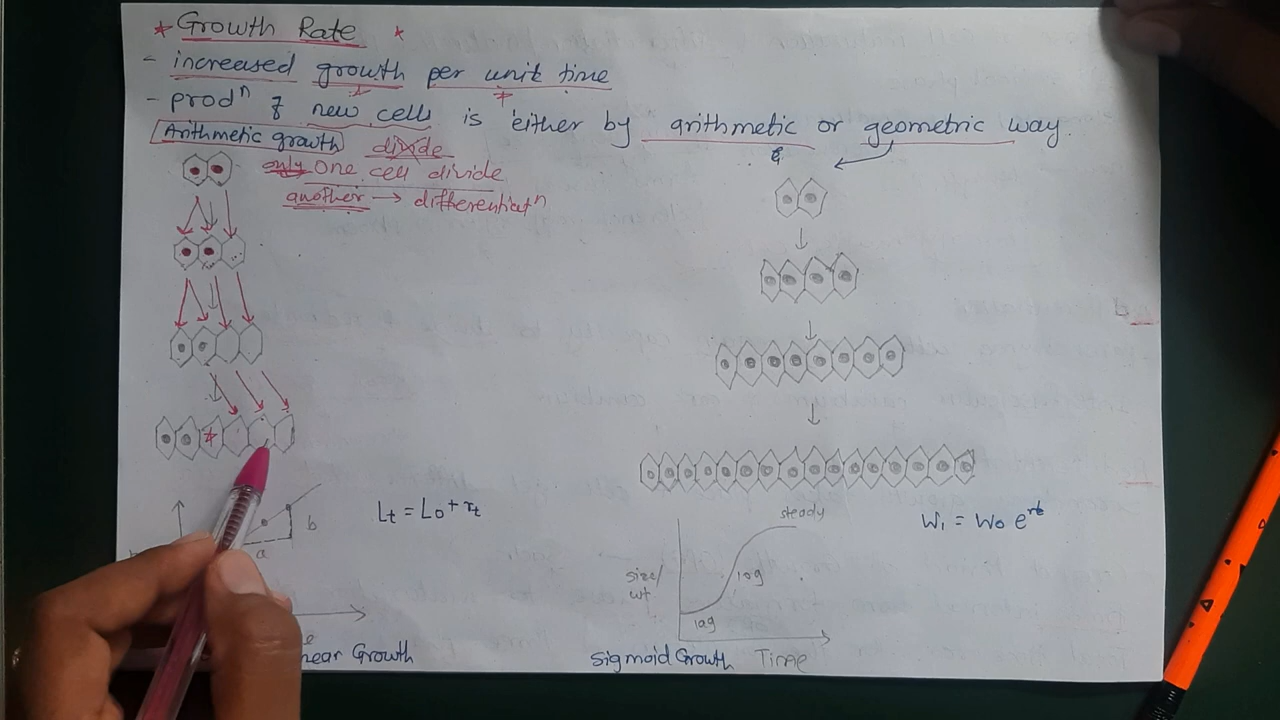 * Growth Rate *
- increased growth per unit time
- prodⁿ of new cells is either by arithmetic or geometric way.
Arithmetic growth divide
only one cell divide
another → differentiatⁿ
Lt = L0 + rt
W1 = W0 e^rt
b
a
steady
log
lag
size/
wt
near Growth
Sigmoid Growth Time